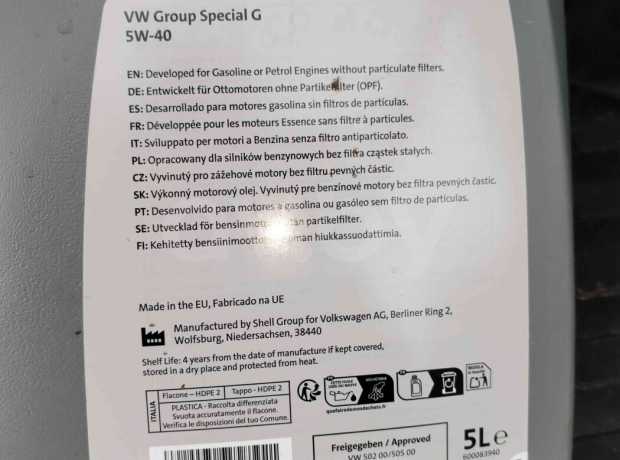 VW Group Special G
5W-40
EN: Developed for Gasoline or Petrol Engines without particulate filters.
DE: Entwickelt für Ottomotoren ohne Partikelfilter (OPF).
ES: Desarrollado para motores gasolina sin filtros de partículas.
FR: Développée pour les moteurs Essence sans filtre à particules.
IT: Sviluppato per motori a Benzina senza filtro antiparticolato.
PL: Opracowany dla silników benzynowych bez filtra cząstek stałych.
CZ: Vyvinutý pro zážehové motory bez filtru pevných částic.
SK: Výkonný motorový olej. Vyvinutý pre benzínové motory bez filtra pevných častic.
PT: Desenvolvido para motores a gasolina ou gasóleo sem filtro de partículas.
SE: Utvecklad för bensinmotorer utan partikelfilter.
FI: Kehitetty bensiinimoottoreihin ilman hiukkassuodattimia.
Made in the EU, Fabricado na UE
Manufactured by Shell Group for Volkswagen AG, Berliner Ring 2,
Wolfsburg, Niedersachsen, 38440
Shelf Life: 4 years from the date of manufacture if kept covered,
stored in a dry place and protected from heat.
ITALIA
Flacone – HDPE 2 Tappo - HDPE 2
PLASTICA - Raccolta differenziata
Svuota accuratamente il flacone.
Verifica le disposizioni del tuo Comune.
quefairedemesdechets.fr
Freigegeben / Approved
VW 502 00/505 00
5L e
600083940